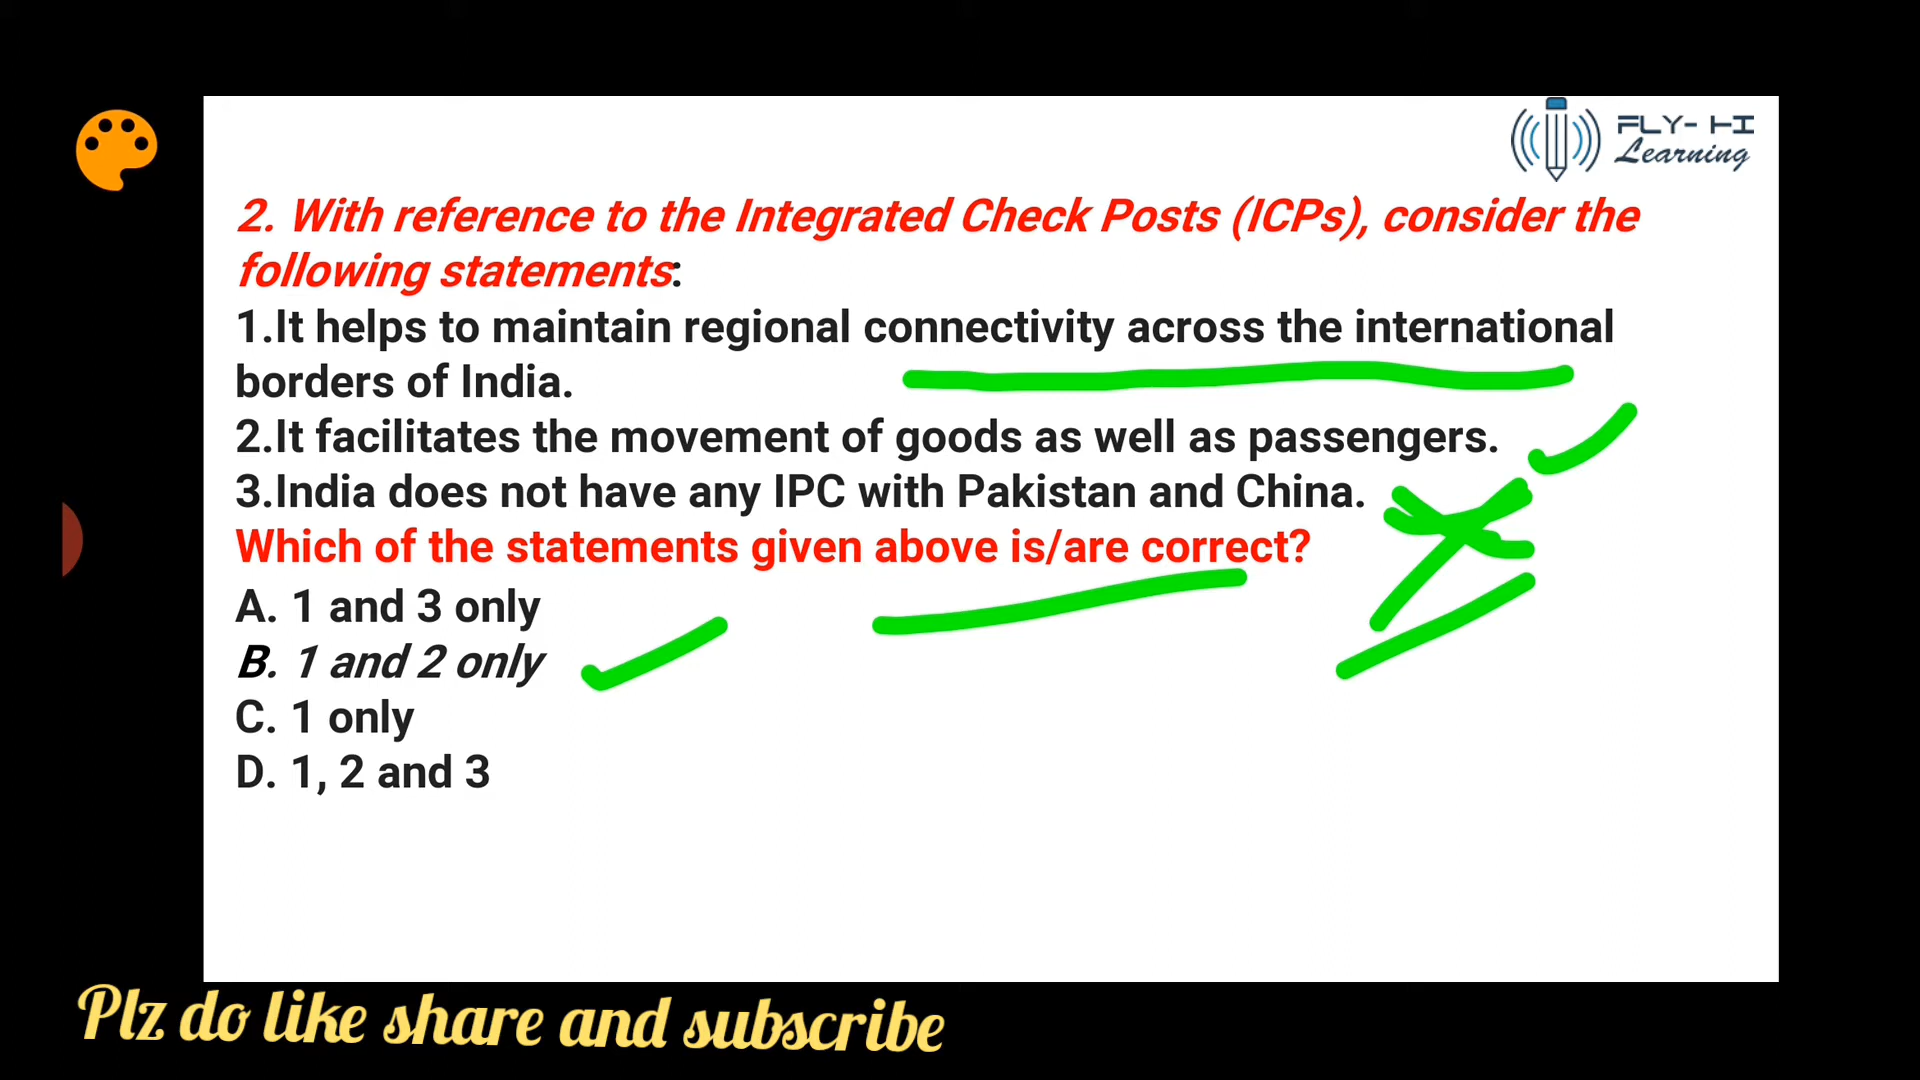 FLY-HI
Learning
2. With reference to the Integrated Check Posts (ICPs), consider the
following statements:
1.It helps to maintain regional connectivity across the international
borders of India.
2.It facilitates the movement of goods as well as passengers.
3.India does not have any IPC with Pakistan and China.
Which of the statements given above is/are correct?
A. 1 and 3 only
B. 1 and 2 only
C. 1 only
D. 1, 2 and 3
Plz do like share and subscribe